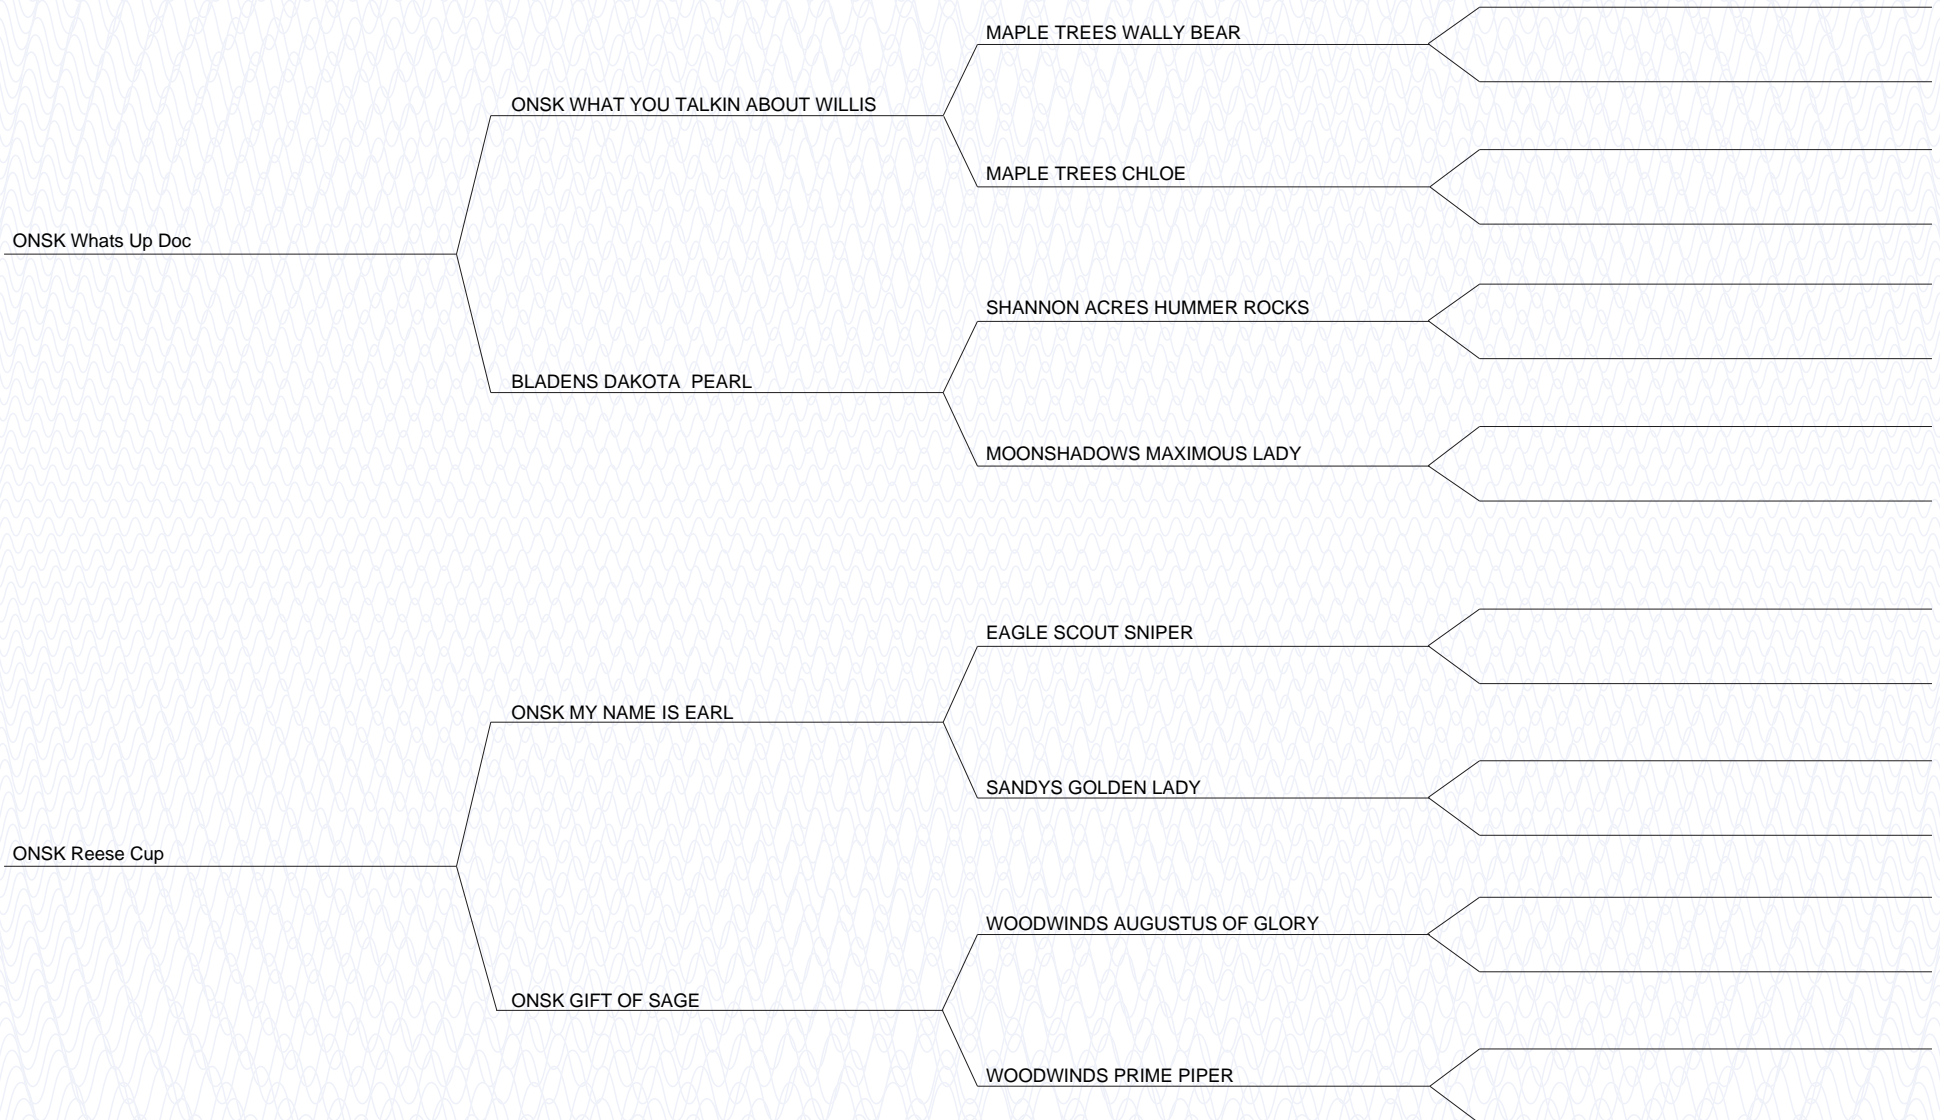 MAPLE TREES WALLY BEAR
ONSK WHAT YOU TALKIN ABOUT WILLIS
MAPLE TREES CHLOE
ONSK Whats Up Doc
SHANNON ACRES HUMMER ROCKS
BLADENS DAKOTA  PEARL
MOONSHADOWS MAXIMOUS LADY
EAGLE SCOUT SNIPER
ONSK MY NAME IS EARL
SANDYS GOLDEN LADY
ONSK Reese Cup
WOODWINDS AUGUSTUS OF GLORY
ONSK GIFT OF SAGE
WOODWINDS PRIME PIPER